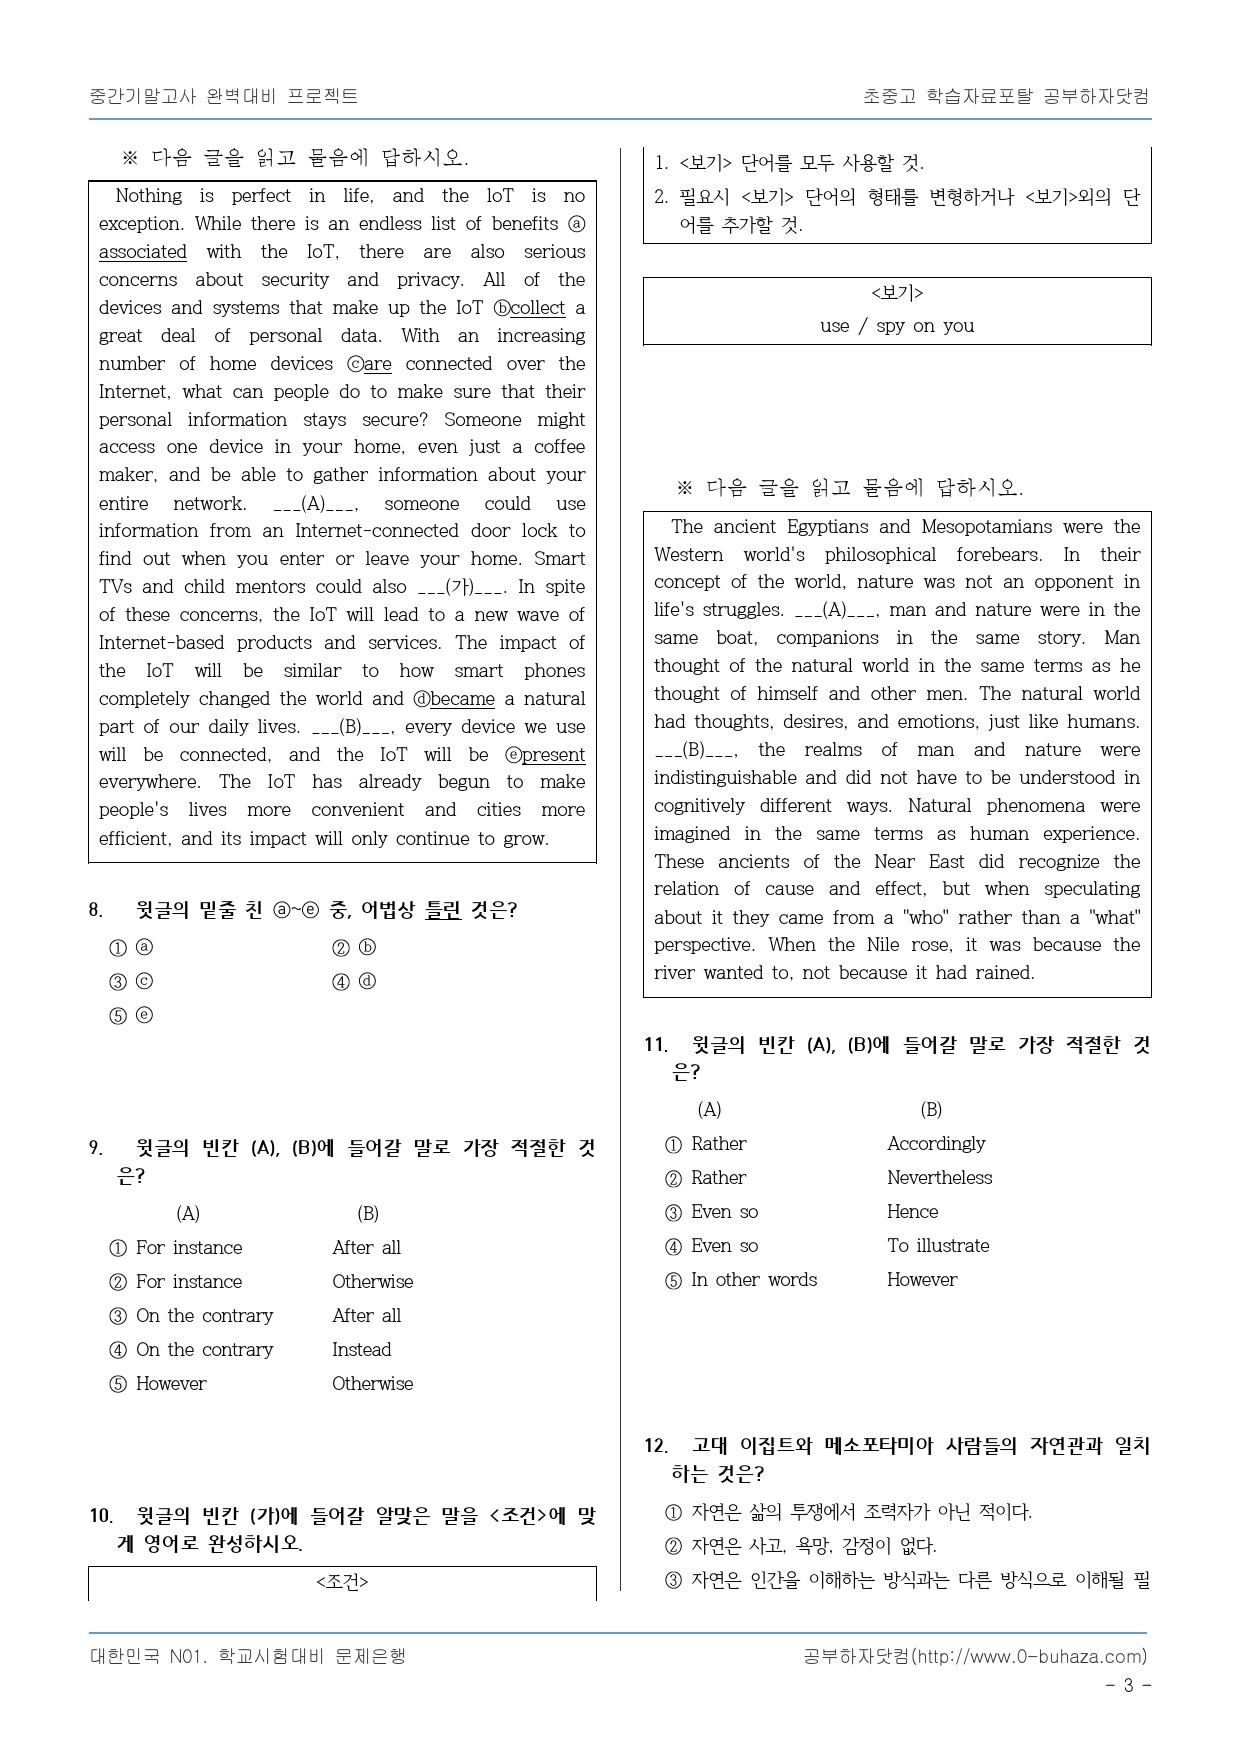 중간기말고사 완벽대비 프로젝트
초중고 학습자료포탈 공부하자닷컴
※ 다음 글을 읽고 물음에 답하시오.
Nothing is perfect in life, and the IoT is no
exception. While there is an endless list of benefits ⓐ
associated with the IoT, there are also serious
concerns about security and privacy. All of the
devices and systems that make up the IoT ⓑcollect a
great deal of personal data. With an increasing
number of home devices ⓒare connected over the
Internet, what can people do to make sure that their
personal information stays secure? Someone might
access one device in your home, even just a coffee
maker, and be able to gather information about your
entire network. ___(A)___, someone could use
information from an Internet-connected door lock to
find out when you enter or leave your home. Smart
TVs and child mentors could also ___(가)___. In spite
of these concerns, the IoT will lead to a new wave of
Internet-based products and services. The impact of
the IoT will be similar to how smart phones
completely changed the world and ⓓbecame a natural
part of our daily lives. ___(B)___, every device we use
will be connected, and the IoT will be ⓔpresent
everywhere. The IoT has already begun to make
people's lives more convenient and cities more
efficient, and its impact will only continue to grow.
8. 윗글의 밑줄 친 ⓐ~ⓔ 중, 어법상 틀린 것은?
① ⓐ ② ⓑ
③ ⓒ ④ ⓓ
⑤ ⓔ
9. 윗글의 빈칸 (A), (B)에 들어갈 말로 가장 적절한 것
은?
(A) (B)
① For instance After all
② For instance Otherwise
③ On the contrary After all
④ On the contrary Instead
⑤ However Otherwise
10. 윗글의 빈칸 (가)에 들어갈 알맞은 말을 <조건>에 맞
게 영어로 완성하시오.
<조건>
1. <보기> 단어를 모두 사용할 것.
2. 필요시 <보기> 단어의 형태를 변형하거나 <보기>외의 단
어를 추가할 것.
<보기>
use / spy on you
※ 다음 글을 읽고 물음에 답하시오.
The ancient Egyptians and Mesopotamians were the
Western world's philosophical forebears. In their
concept of the world, nature was not an opponent in
life's struggles. ___(A)___, man and nature were in the
same boat, companions in the same story. Man
thought of the natural world in the same terms as he
thought of himself and other men. The natural world
had thoughts, desires, and emotions, just like humans.
___(B)___, the realms of man and nature were
indistinguishable and did not have to be understood in
cognitively different ways. Natural phenomena were
imagined in the same terms as human experience.
These ancients of the Near East did recognize the
relation of cause and effect, but when speculating
about it they came from a "who" rather than a "what"
perspective. When the Nile rose, it was because the
river wanted to, not because it had rained.
11. 윗글의 빈칸 (A), (B)에 들어갈 말로 가장 적절한 것
은?
(A) (B)
① Rather Accordingly
② Rather Nevertheless
③ Even so Hence
④ Even so To illustrate
⑤ In other words However
12. 고대 이집트와 메소포타미아 사람들의 자연관과 일치
하는 것은?
① 자연은 삶의 투쟁에서 조력자가 아닌 적이다.
② 자연은 사고, 욕망, 감정이 없다.
③ 자연은 인간을 이해하는 방식과는 다른 방식으로 이해될 필
대한민국 NO1. 학교시험대비 문제은행
공부하자닷컴(http://www.0-buhaza.com)
- 3 -